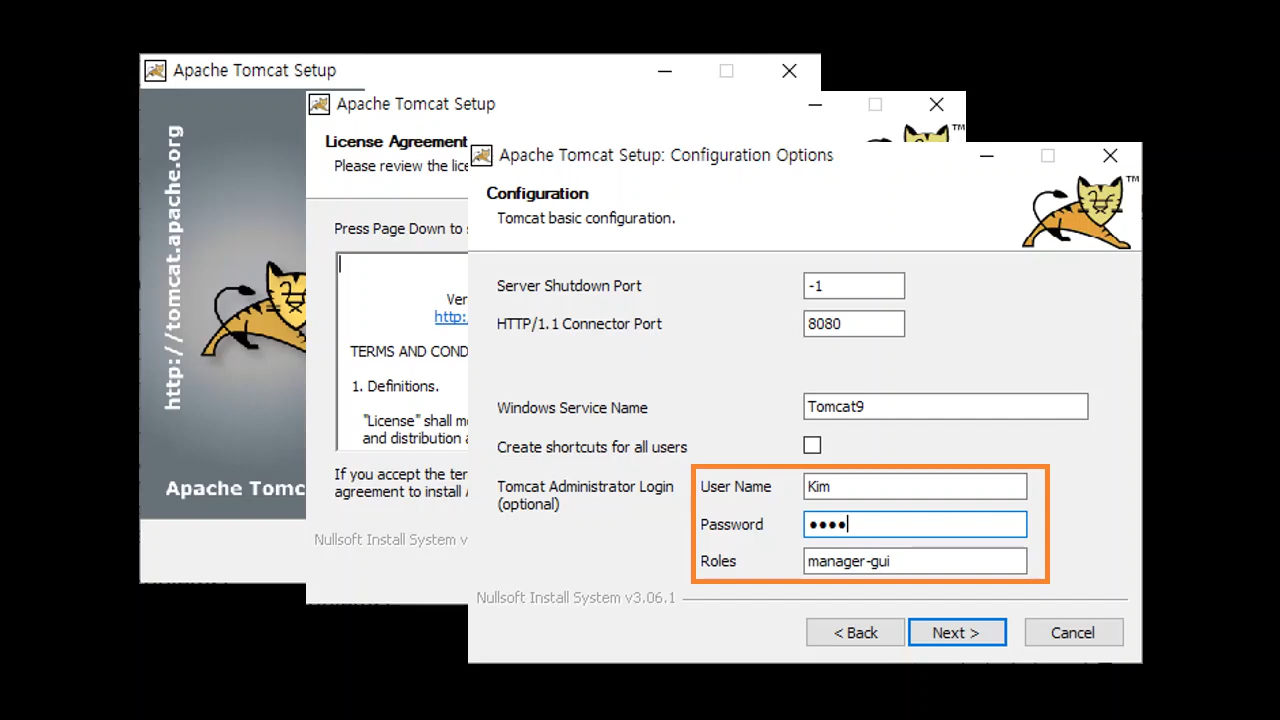 Apache Tomcat Setup
http://tomcat.apache.org
Apache Tomc
Apache Tomcat Setup
License Agreement
Please review the lice
Press Page Down to s
Ver
http:
TERMS AND COND
1. Definitions.
"License" shall m
and distribution a
If you accept the ter
agreement to install A
Nullsoft Install System v
TM
Apache Tomcat Setup: Configuration Options
Configuration
Tomcat basic configuration.
TM
Server Shutdown Port -1
HTTP/1.1 Connector Port 8080
Windows Service Name Tomcat9
Create shortcuts for all users
Tomcat Administrator Login User Name Kim
(optional)
Password ●●●●
Roles manager-gui
Nullsoft Install System v3.06.1
< Back Next > Cancel